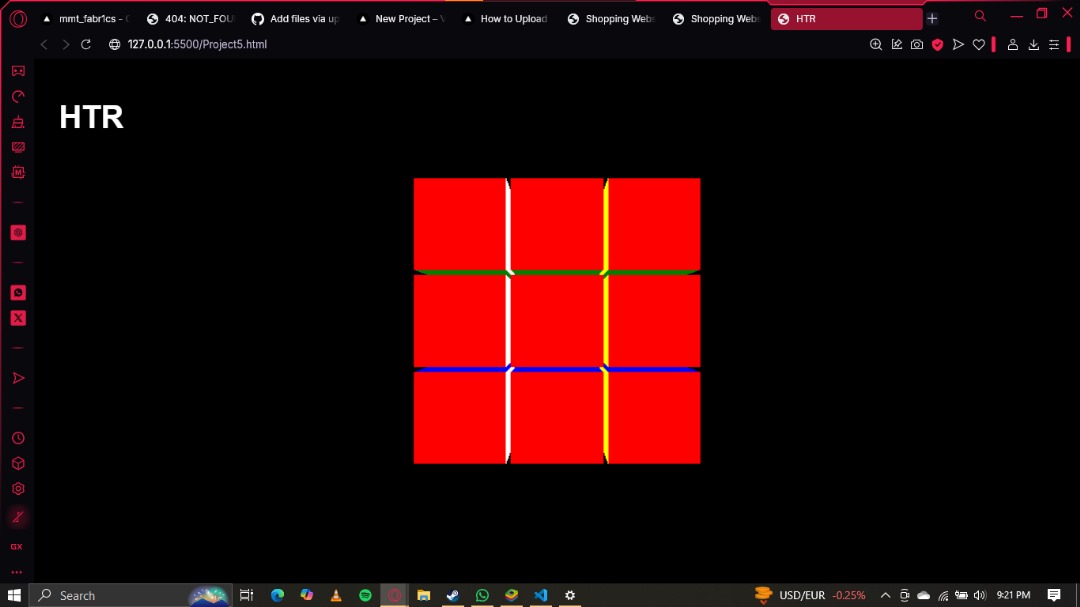 mmt_fabr1cs - G
404: NOT_FOU
Add files via up
New Project – V
How to Upload
Shopping Webs
Shopping Webs
HTR
127.0.0.1:5500/Project5.html
HTR
M
GX
Search
USD/EUR -0.25%
9:21 PM